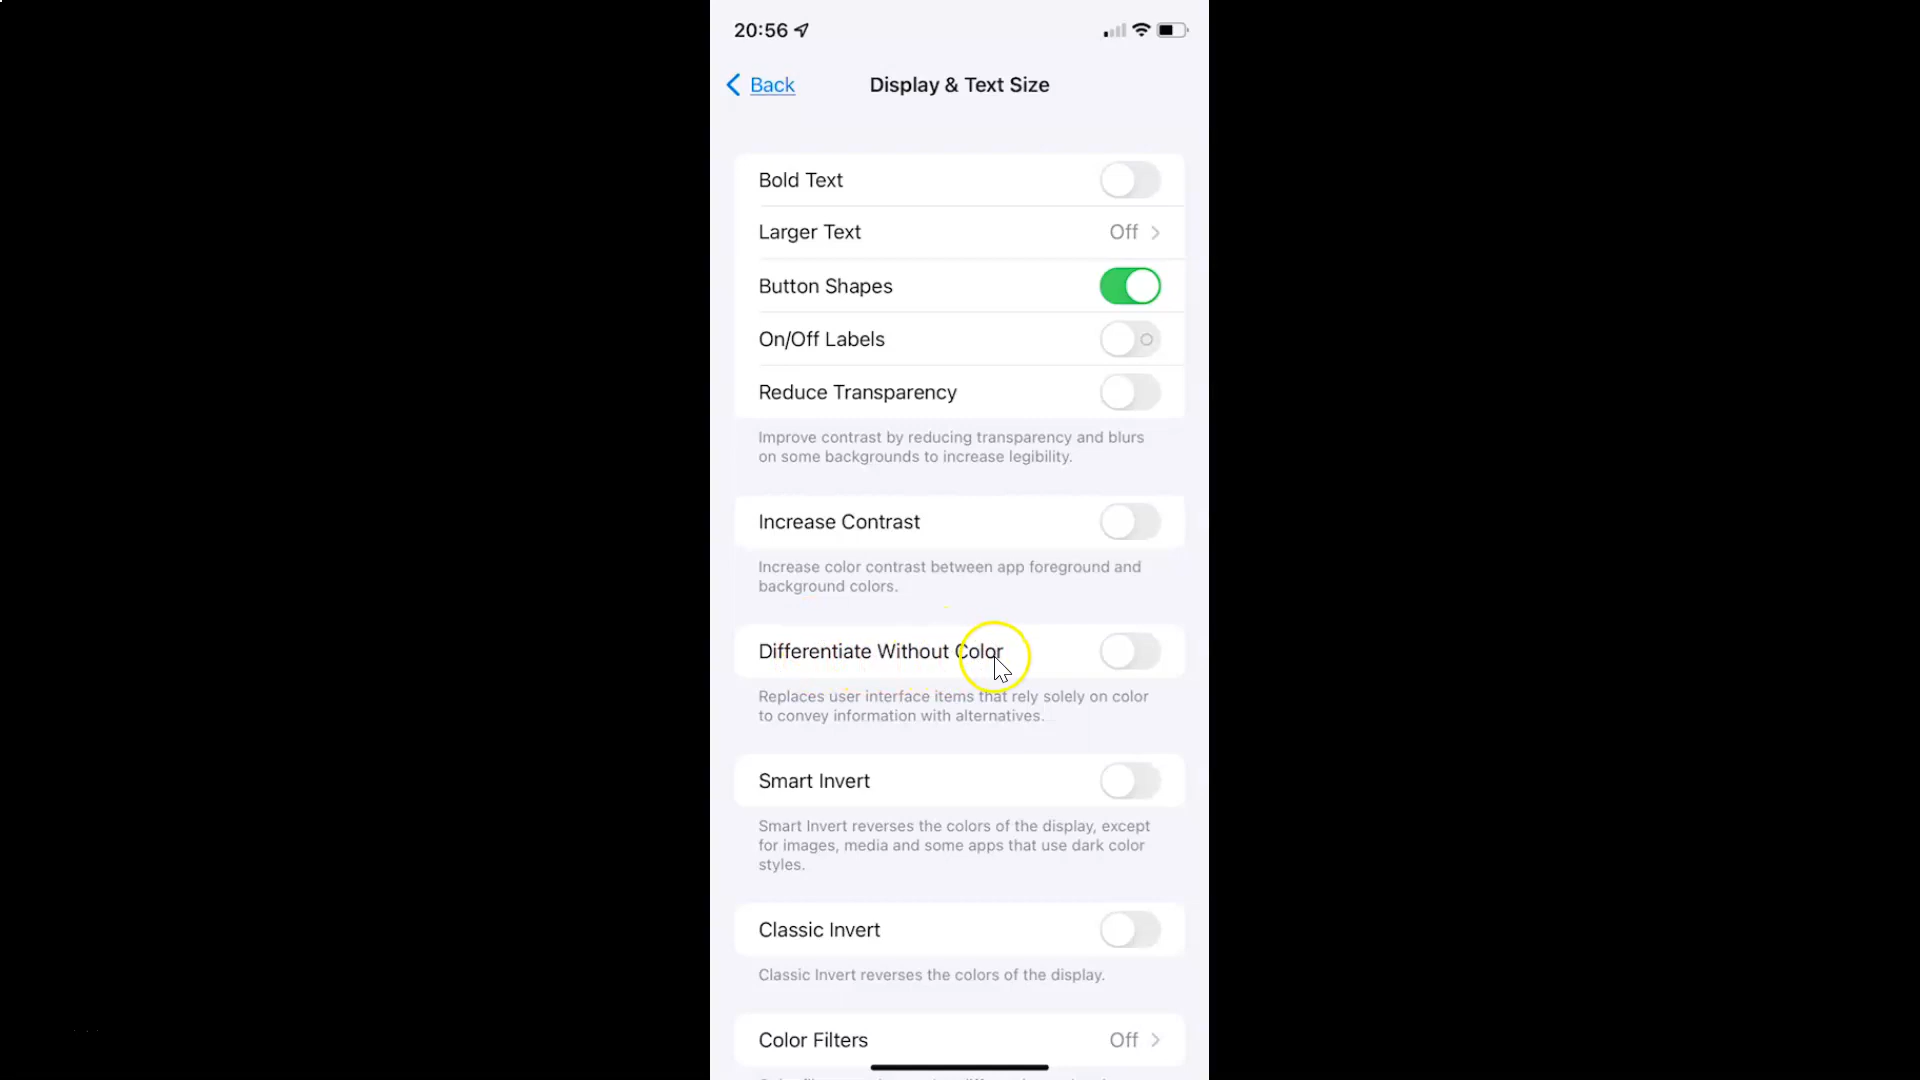 20:56
Back
Display & Text Size
Bold Text
Larger Text Off
Button Shapes
On/Off Labels
Reduce Transparency
Improve contrast by reducing transparency and blurs
on some backgrounds to increase legibility.
Increase Contrast
Increase color contrast between app foreground and
background colors.
Differentiate Without Color
Replaces user interface items that rely solely on color
to convey information with alternatives.
Smart Invert
Smart Invert reverses the colors of the display, except
for images, media and some apps that use dark color
styles.
Classic Invert
Classic Invert reverses the colors of the display.
Color Filters Off